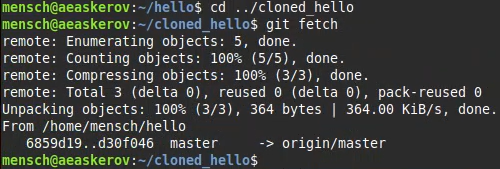 mensch@aeaskerov:~/hello$ cd ../cloned_hello
mensch@aeaskerov:~/cloned_hello$ git fetch
remote: Enumerating objects: 5, done.
remote: Counting objects: 100% (5/5), done.
remote: Compressing objects: 100% (3/3), done.
remote: Total 3 (delta 0), reused 0 (delta 0), pack-reused 0
Unpacking objects: 100% (3/3), 364 bytes | 364.00 KiB/s, done.
From /home/mensch/hello
   6859d19..d30f046  master     -> origin/master
mensch@aeaskerov:~/cloned_hello$